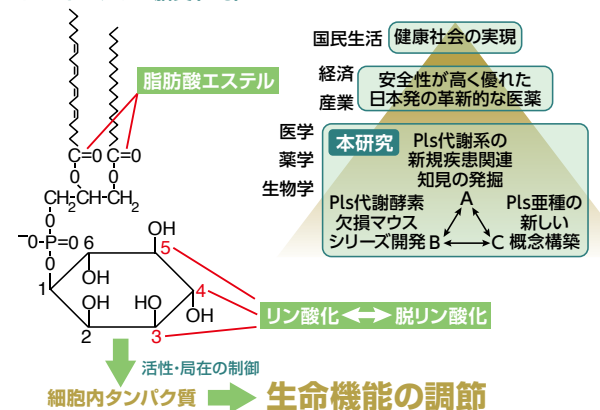 脂肪酸エステル
C=O C=O
O O
CH2CH-CH2
O
−O-P=O
O
6
OH
5
OH
1
4
OH
HO
OH
2
3
リン酸化⟷脱リン酸化
活性・局在の制御
細胞内タンパク質
生命機能の調節
国民生活
健康社会の実現
経済
産業
安全性が高く優れた
日本発の革新的な医薬
医学
薬学
生物学
本研究
Pls代謝系の
新規疾患関連
知見の発掘
A
Pls代謝酵素
欠損マウス
シリーズ開発
B
C
Pls亜種の
新しい
概念構築